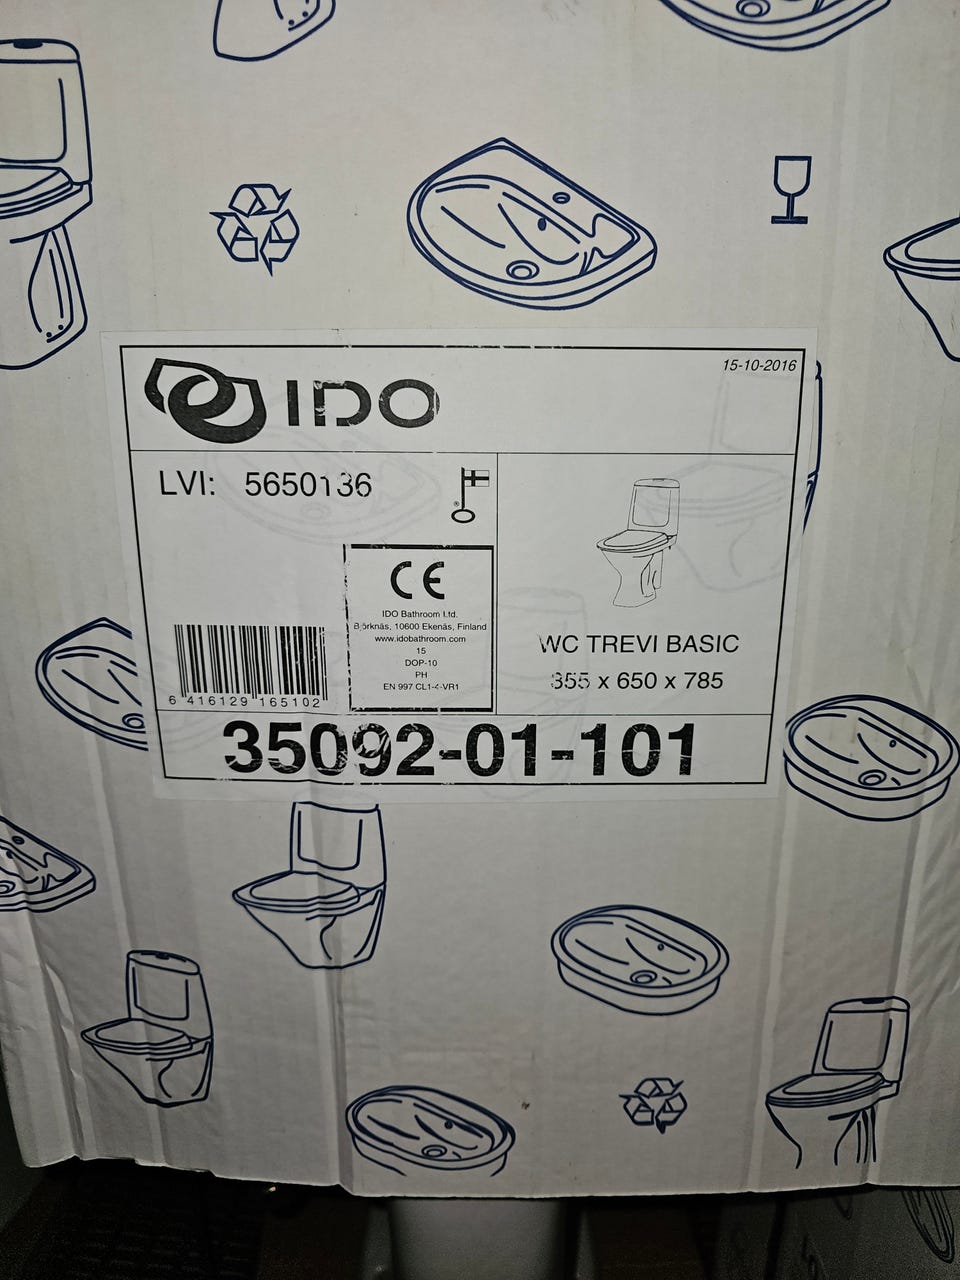 IDO
15-10-2016
LVI: 5650136
CE
IDO Bathroom Ltd.
Björknäs, 10600 Ekenäs, Finland
www.idobathroom.com
15
DOP-10
PH
EN 997 CL1-4-VR1
6 416129 165102
WC TREVI BASIC
355 x 650 x 785
35092-01-101